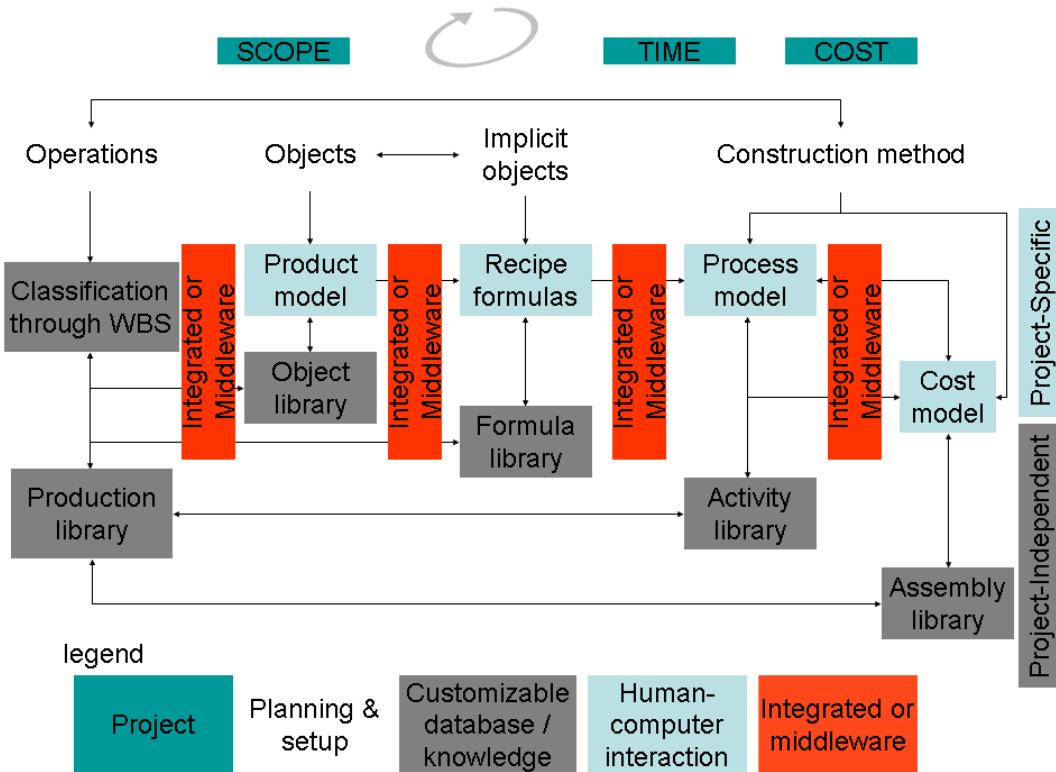 SCOPE
TIME
COST
Operations
Objects
Implicit
objects
Construction method
Classification
through WBS
Integrated or
Middleware
Product
model
Object
library
Integrated or
Middleware
Recipe
formulas
Formula
library
Integrated or
Middleware
Process
model
Integrated or
Middleware
Cost
model
Project-Specific
Production
library
Activity
library
Assembly
library
Project-Independent
legend
Project
Planning &
setup
Customizable
database /
knowledge
Human-
computer
interaction
Integrated or
middleware